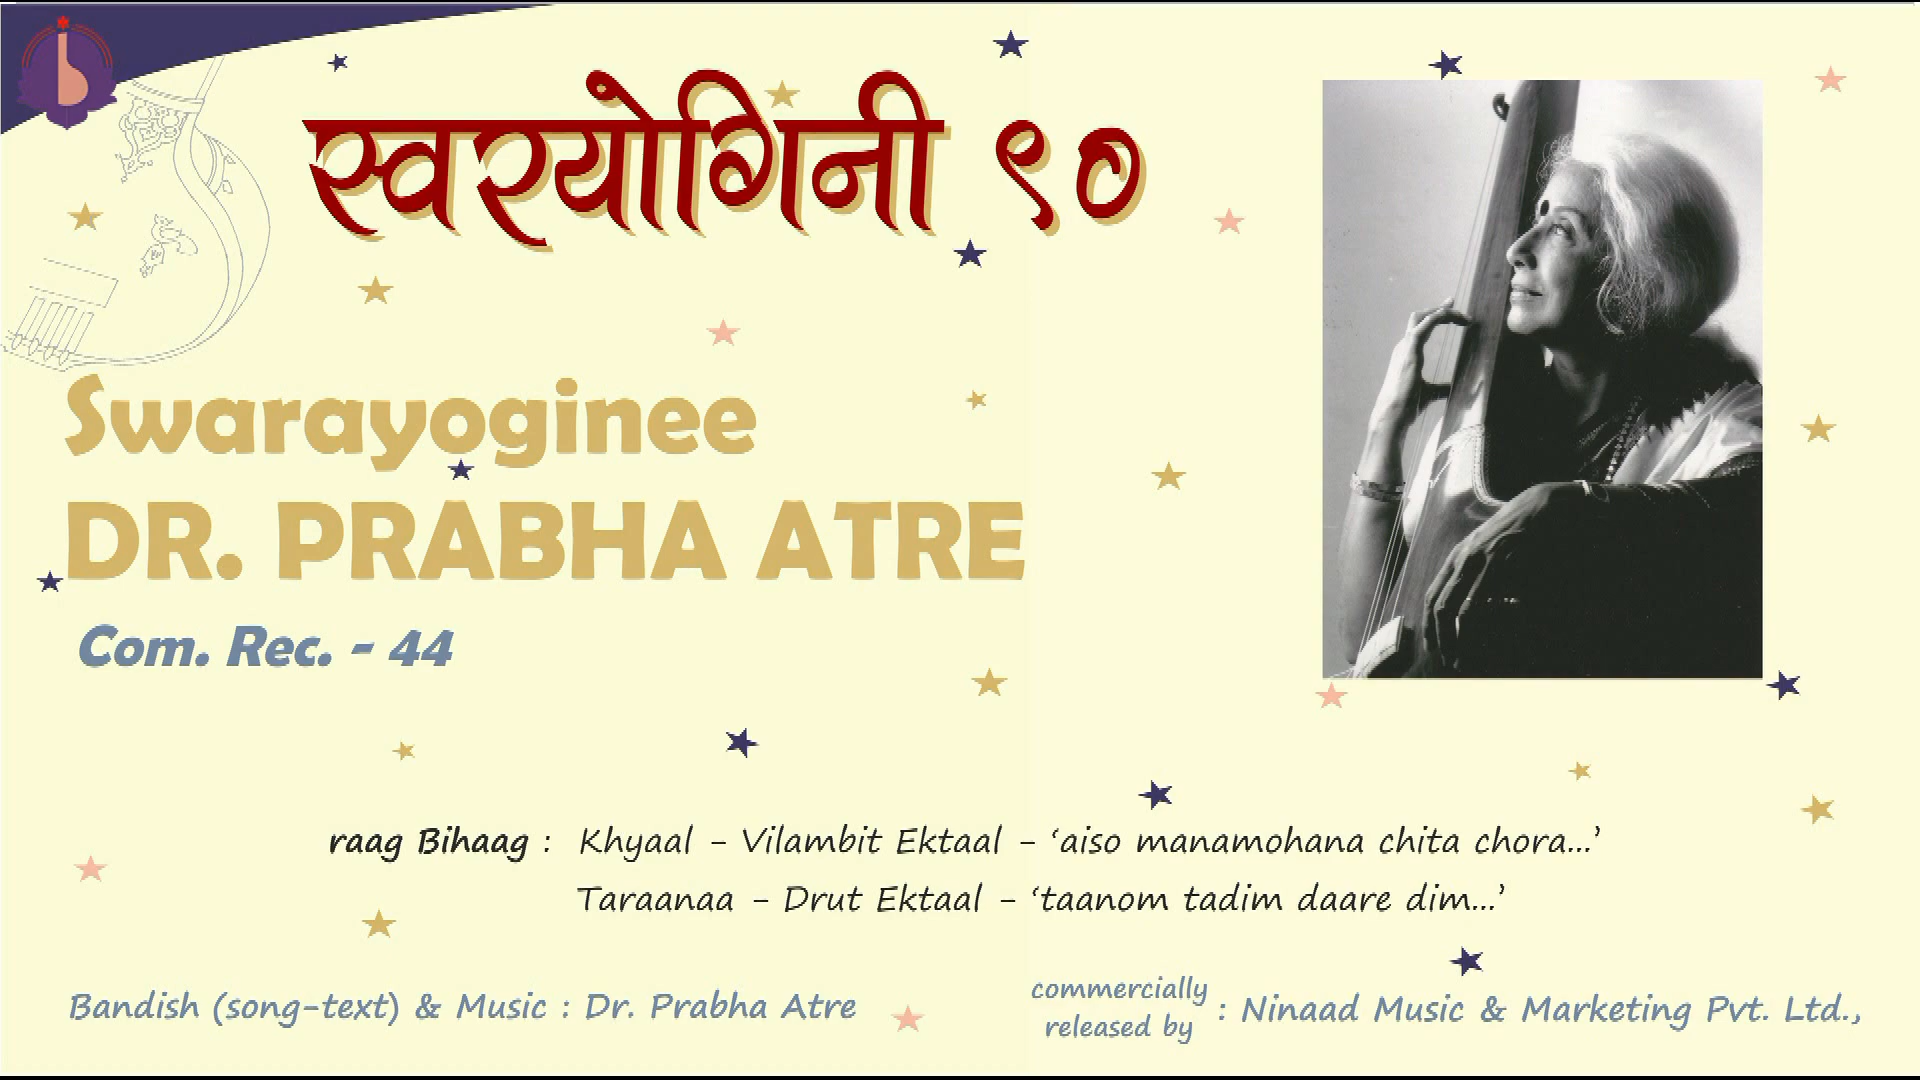 स्वरयोगिनी ९०
Swarayoginee
DR. PRABHA ATRE
Com. Rec. - 44
raag Bihaag : Khyaal - Vilambit Ektaal - ‘aiso manamohana chita chora...’
Taraanaa - Drut Ektaal - ‘taanom tadim daare dim...’
Bandish (song-text) & Music : Dr. Prabha Atre
commercially
released by : Ninaad Music & Marketing Pvt. Ltd.,